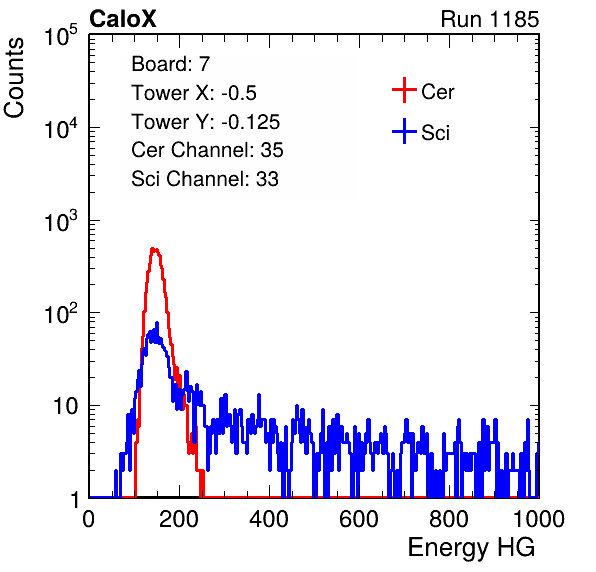 CaloX Run 1185
Counts
10^5
10^4
10^3
10^2
10
1
Board: 7
Tower X: -0.5
Tower Y: -0.125
Cer Channel: 35
Sci Channel: 33
Cer
Sci
0 200 400 600 800 1000
Energy HG